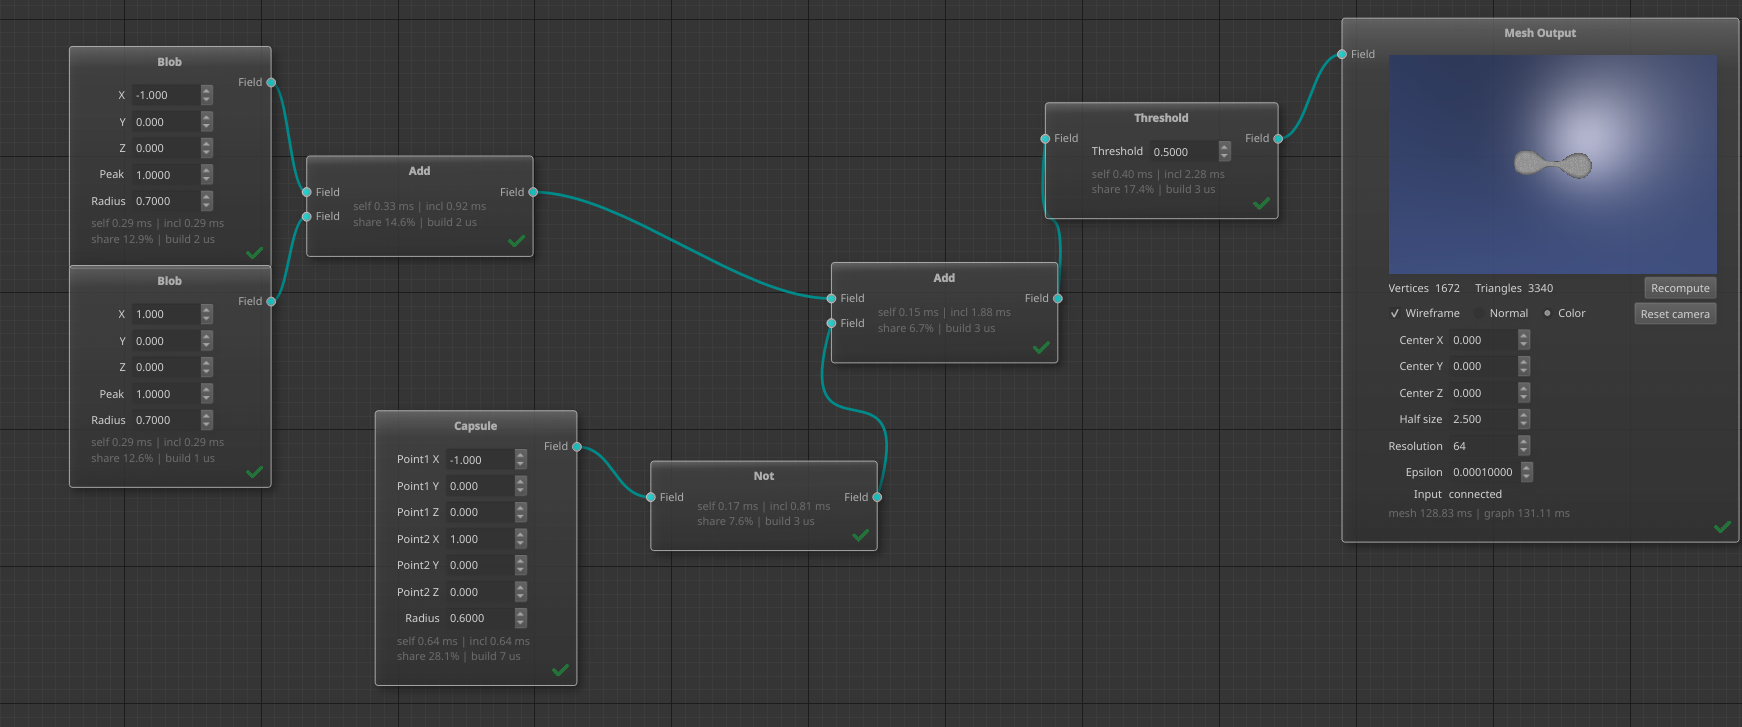 Blob
Field
X -1.000
Y 0.000
Z 0.000
Peak 1.0000
Radius 0.7000
self 0.29 ms | incl 0.29 ms
share 12.9% | build 2 us
Blob
Field
X 1.000
Y 0.000
Z 0.000
Peak 1.0000
Radius 0.7000
self 0.29 ms | incl 0.29 ms
share 12.6% | build 1 us
Add
Field Field
Field
self 0.33 ms | incl 0.92 ms
share 14.6% | build 2 us
Capsule
Field
Point1 X -1.000
Point1 Y 0.000
Point1 Z 0.000
Point2 X 1.000
Point2 Y 0.000
Point2 Z 0.000
Radius 0.6000
self 0.64 ms | incl 0.64 ms
share 28.1% | build 7 us
Not
Field Field
self 0.17 ms | incl 0.81 ms
share 7.6% | build 3 us
Add
Field Field
Field
self 0.15 ms | incl 1.88 ms
share 6.7% | build 3 us
Threshold
Field Field
Threshold 0.5000
self 0.40 ms | incl 2.28 ms
share 17.4% | build 3 us
Mesh Output
Field
Vertices 1672 Triangles 3340 Recompute
Wireframe Normal Color Reset camera
Center X 0.000
Center Y 0.000
Center Z 0.000
Half size 2.500
Resolution 64
Epsilon 0.00010000
Input connected
mesh 128.83 ms | graph 131.11 ms